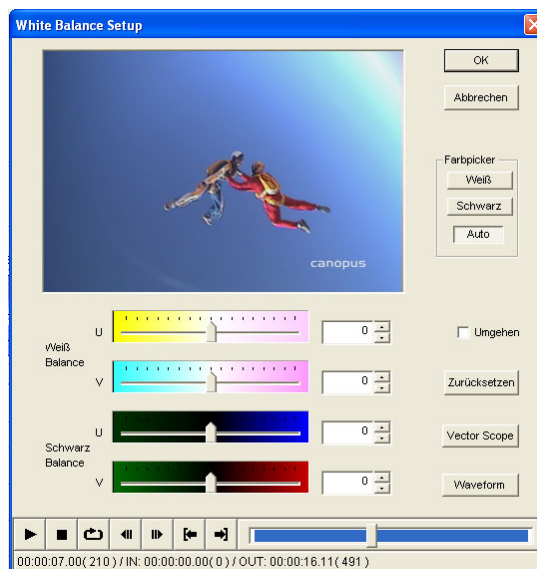 White Balance Setup
OK
Abbrechen
Farbpicker
Weiß
Schwarz
Auto
canopus
Weiß
Balance
U
0
V
0
Umgehen
Zurücksetzen
Schwarz
Balance
U
0
V
0
Vector Scope
Waveform
00:00:07.00( 210 ) / IN: 00:00:00.00( 0 ) / OUT: 00:00:16.11( 491 )